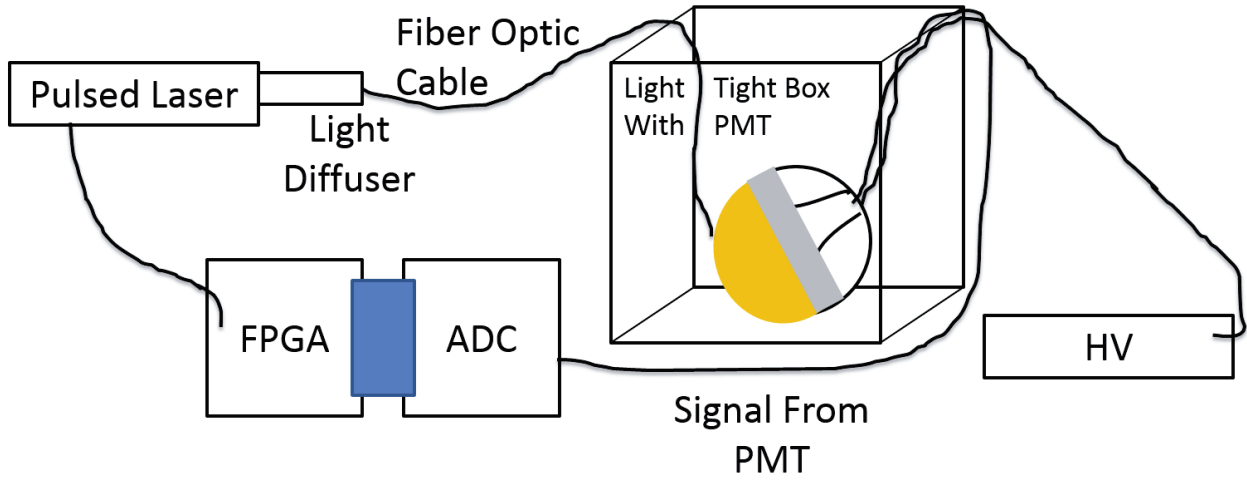 Fiber Optic
Cable
Pulsed Laser
Light
Diffuser
Light Tight Box
With PMT
FPGA
ADC
HV
Signal From
PMT